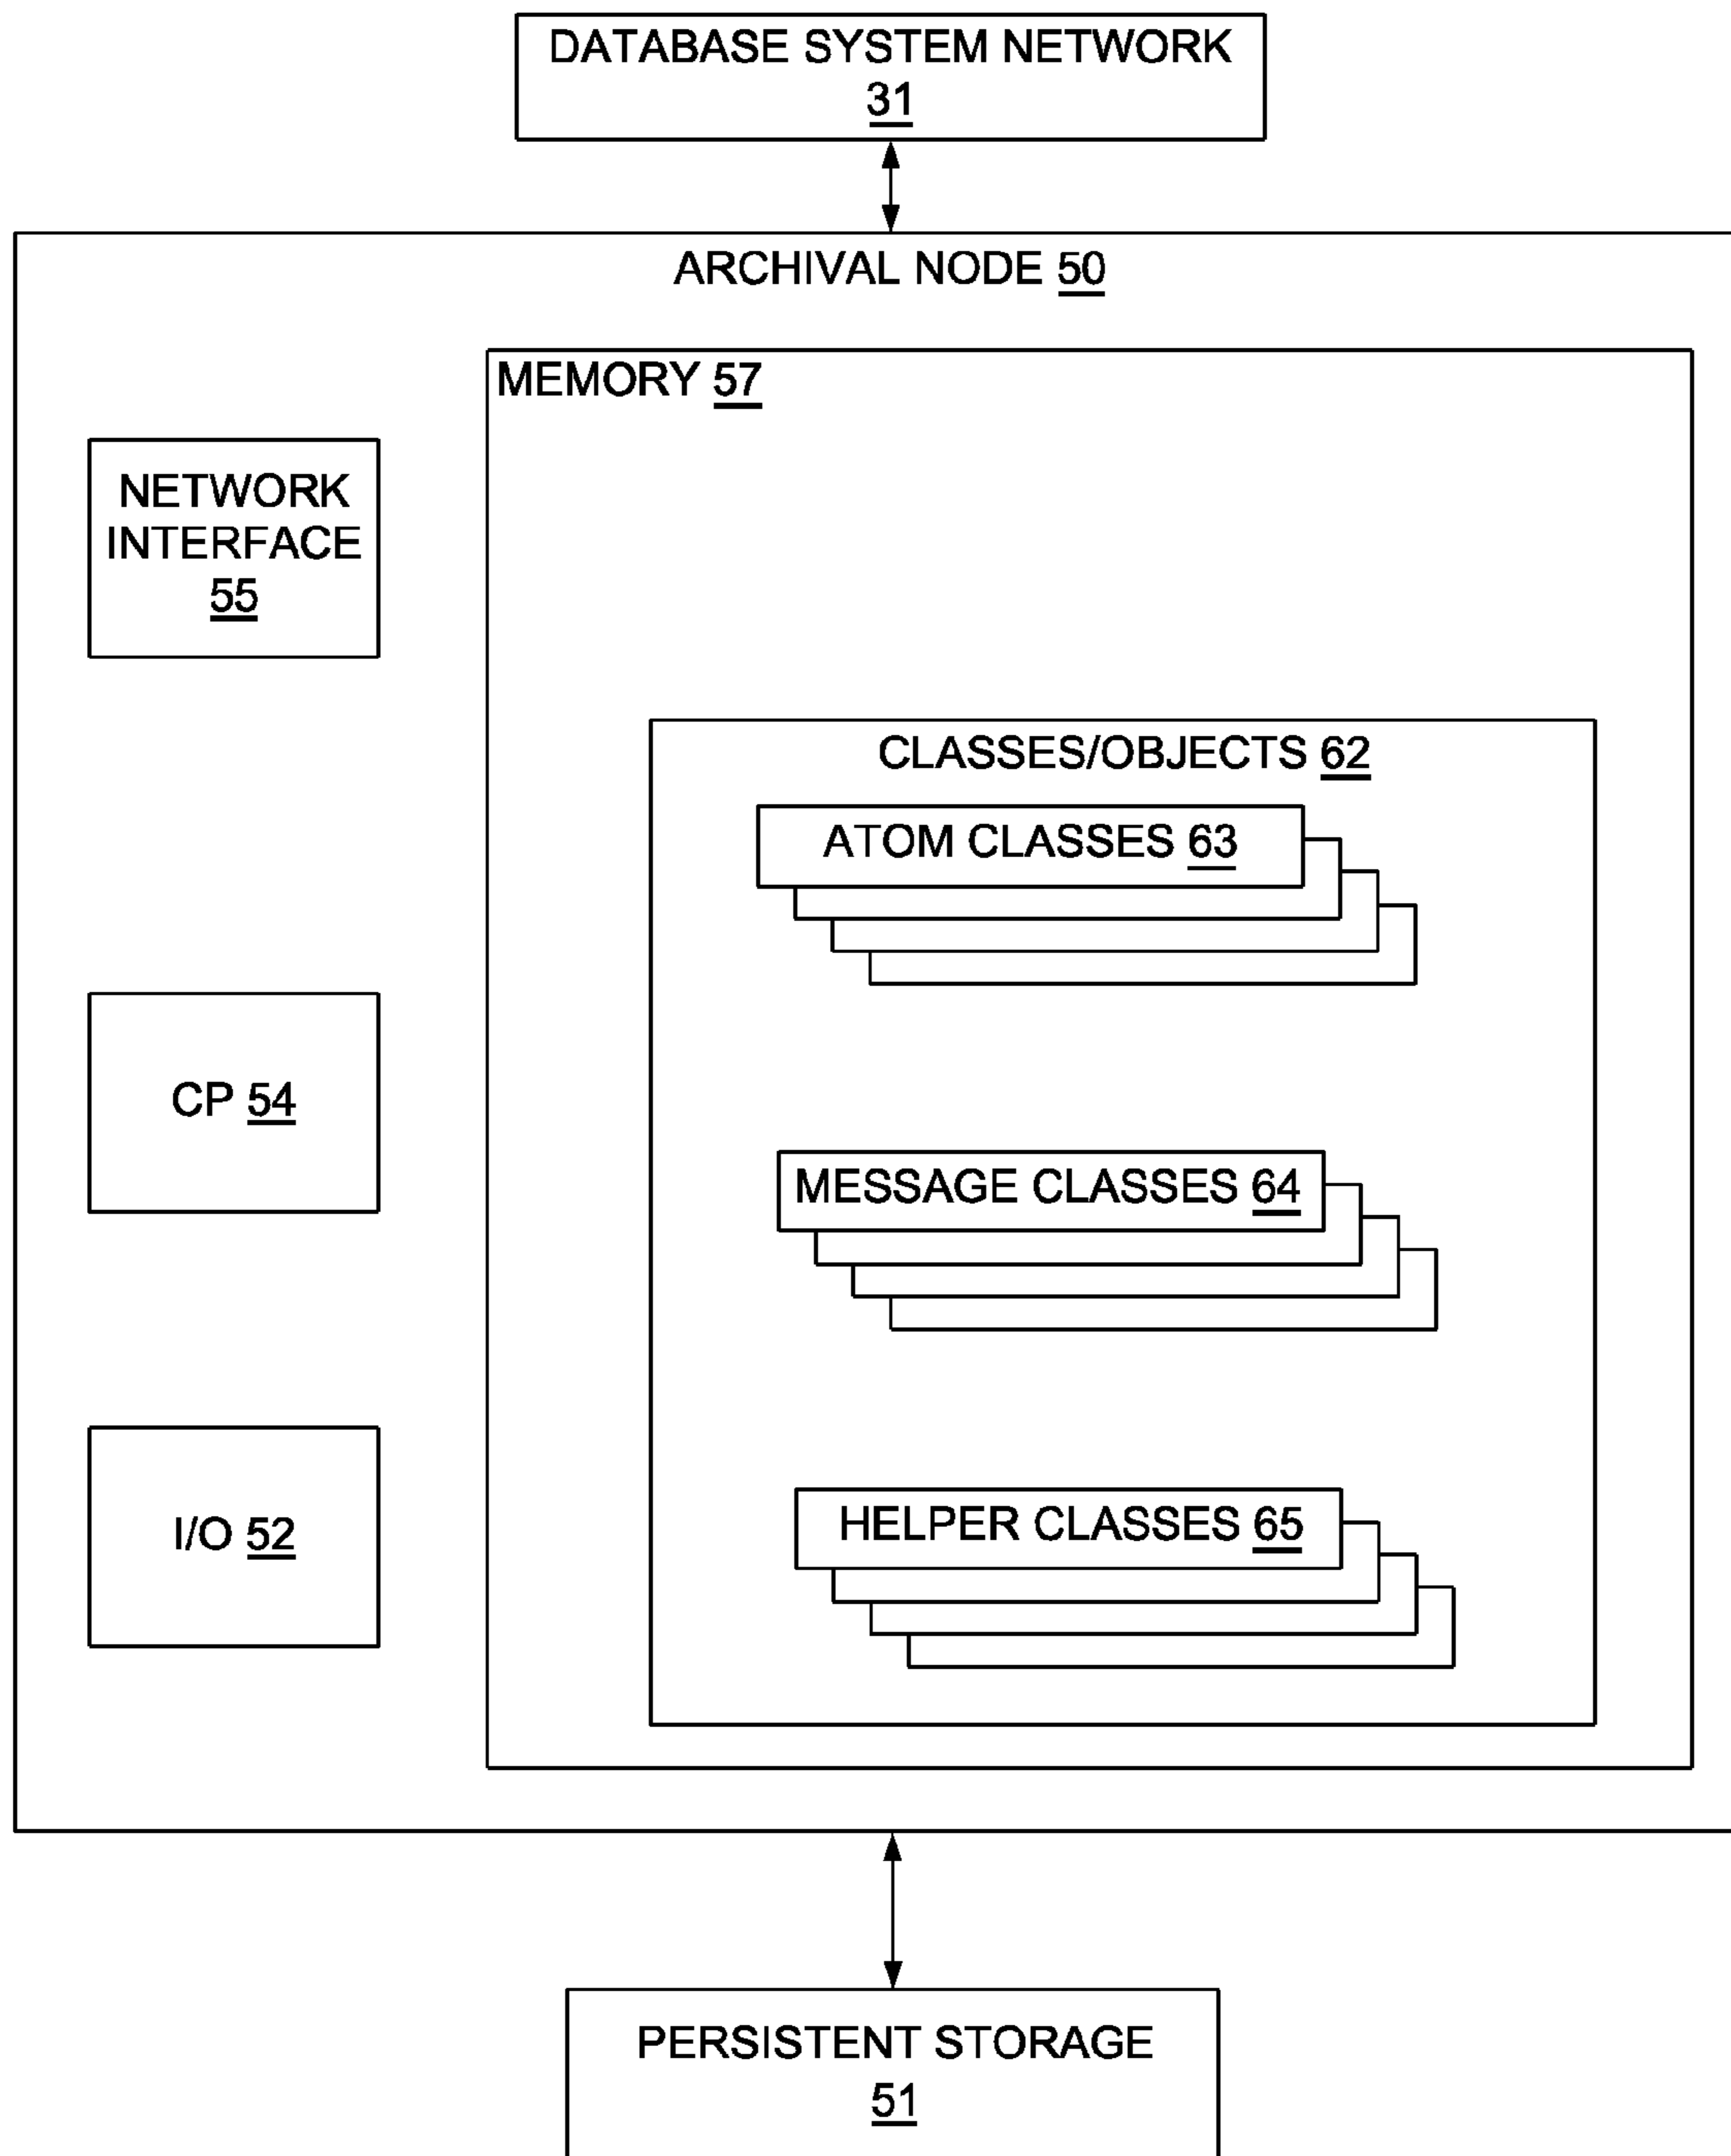 DATABASE SYSTEM NETWORK
31
ARCHIVAL NODE 50
MEMORY 57
NETWORK
INTERFACE
55
CLASSES/OBJECTS 62
ATOM CLASSES 63
CP 54
MESSAGE CLASSES 64
I/O 52
HELPER CLASSES 65
PERSISTENT STORAGE
51